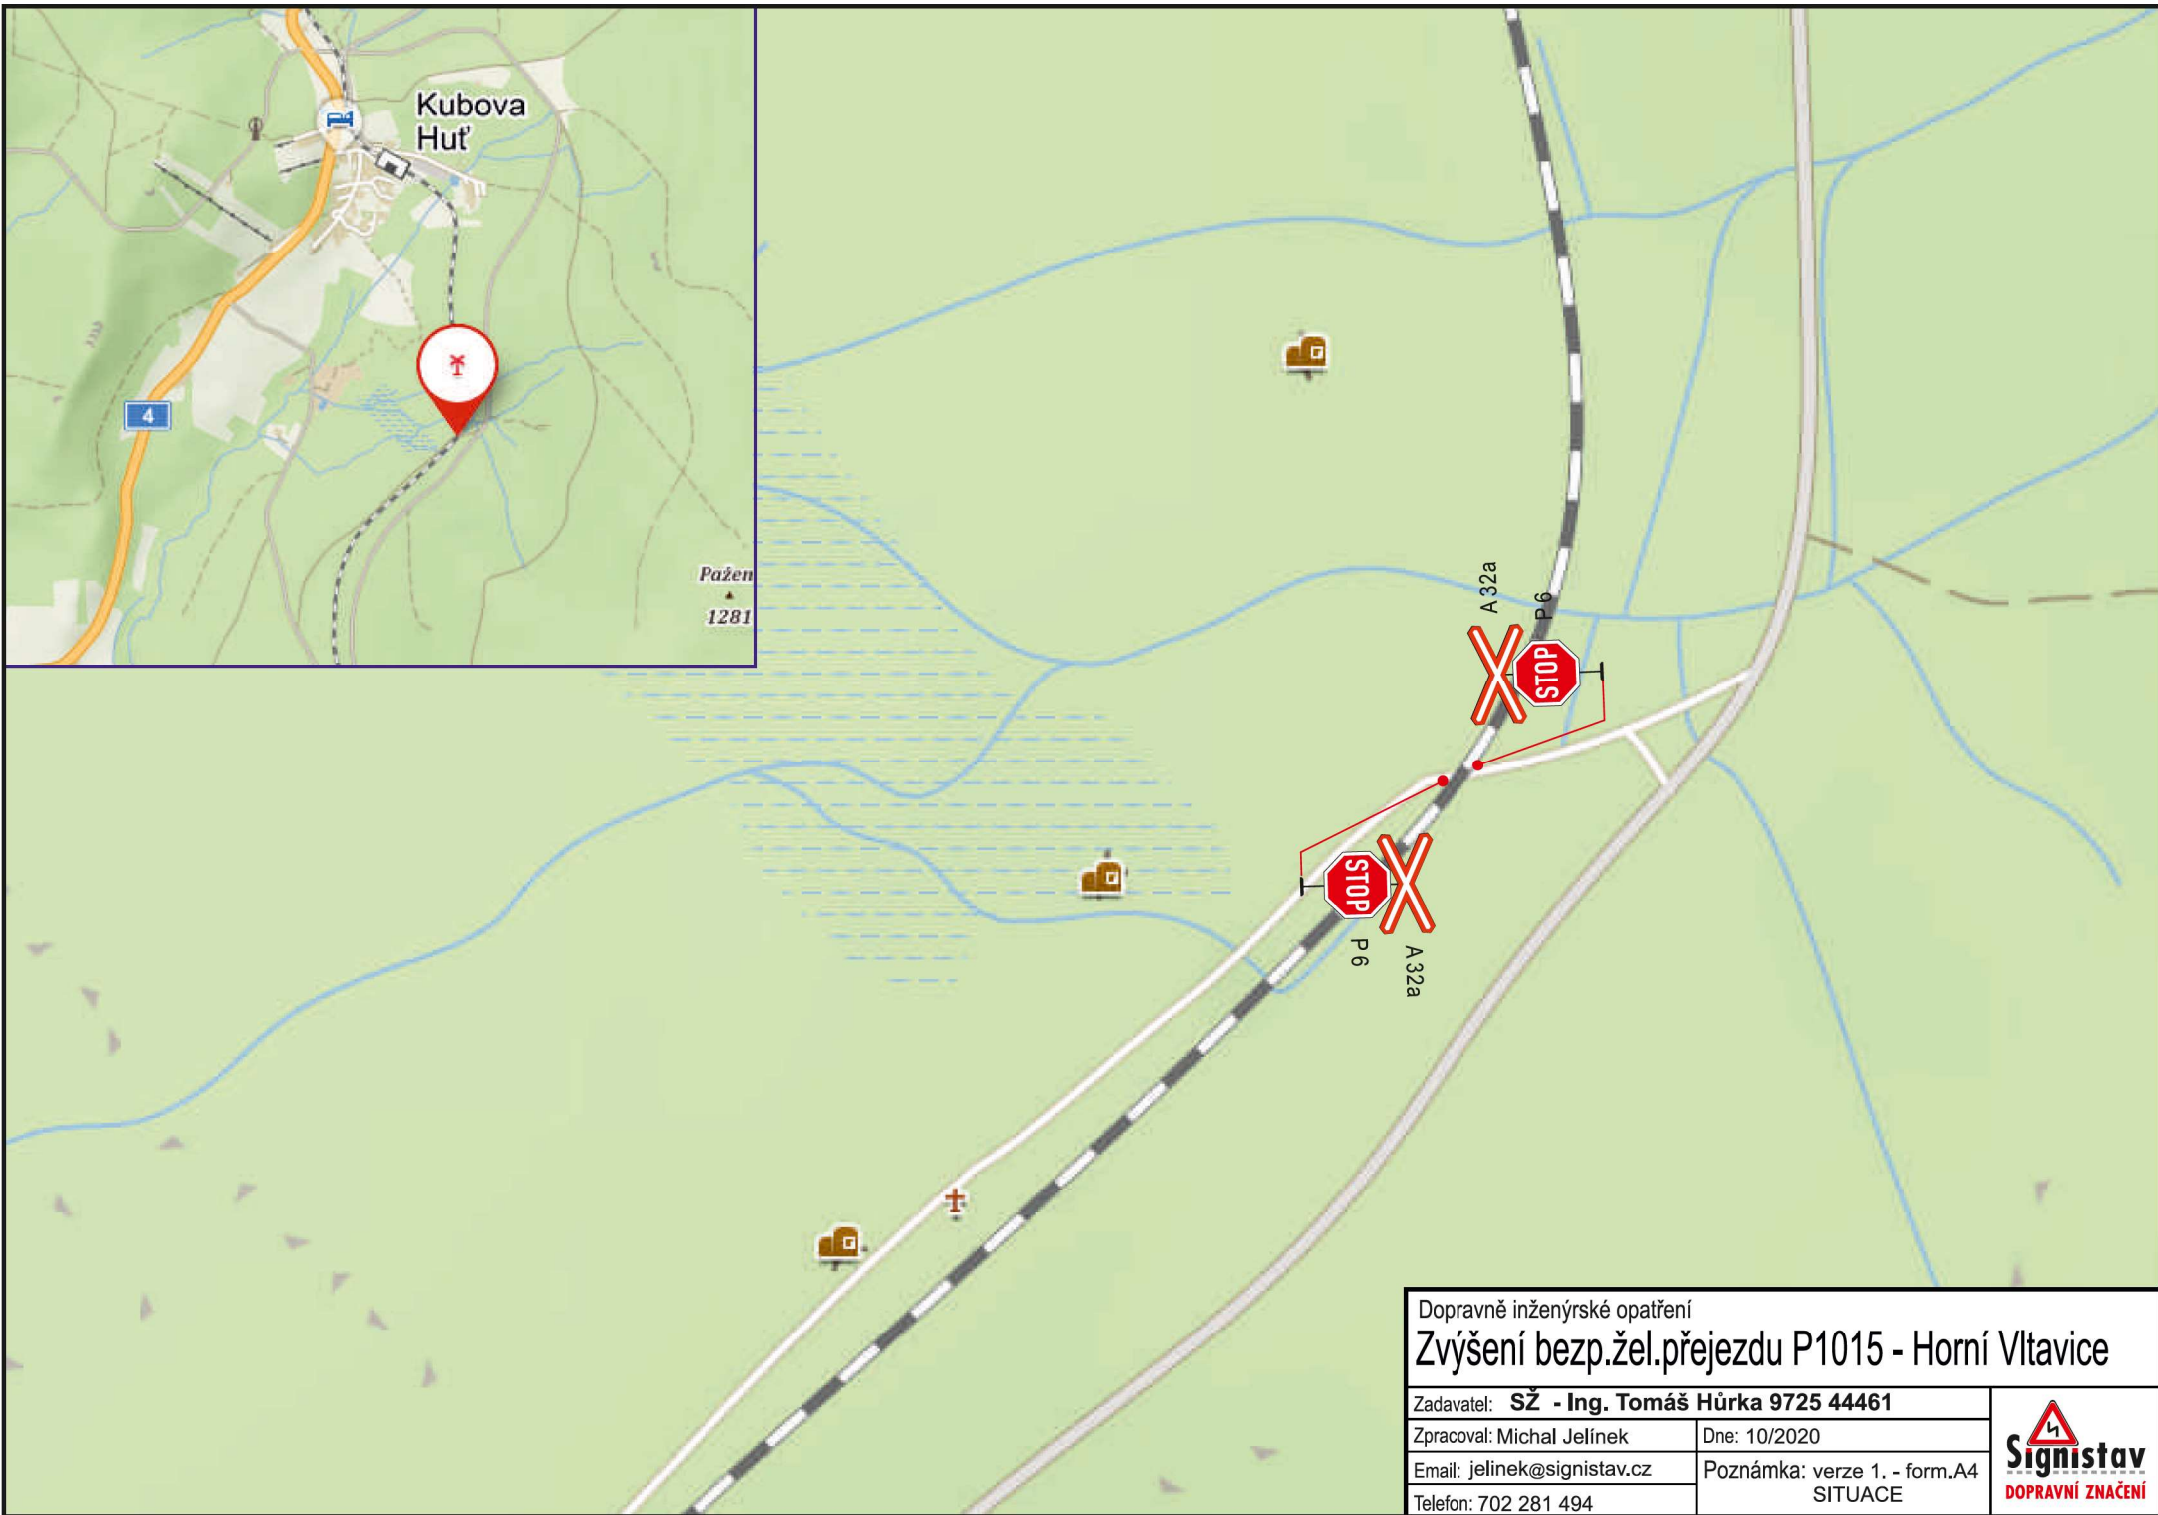 Kubova
Huť
4
Pažen
1281
A 32a
P 6
STOP
STOP
P 6
A 32a
Dopravně inženýrské opatření
Zvýšení bezp.žel.přejezdu P1015 - Horní Vltavice
Zadavatel: SŽ - Ing. Tomáš Hůrka 9725 44461
Zpracoval: Michal Jelínek
Dne: 10/2020
Email: jelinek@signistav.cz
Poznámka: verze 1. - form.A4
SITUACE
Telefon: 702 281 494
Signistav
DOPRAVNÍ ZNAČENÍ